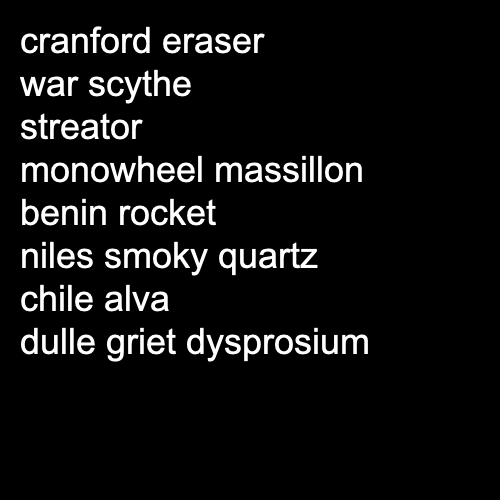 cranford eraser
war scythe
streator
monowheel massillon
benin rocket
niles smoky quartz
chile alva
dulle griet dysprosium